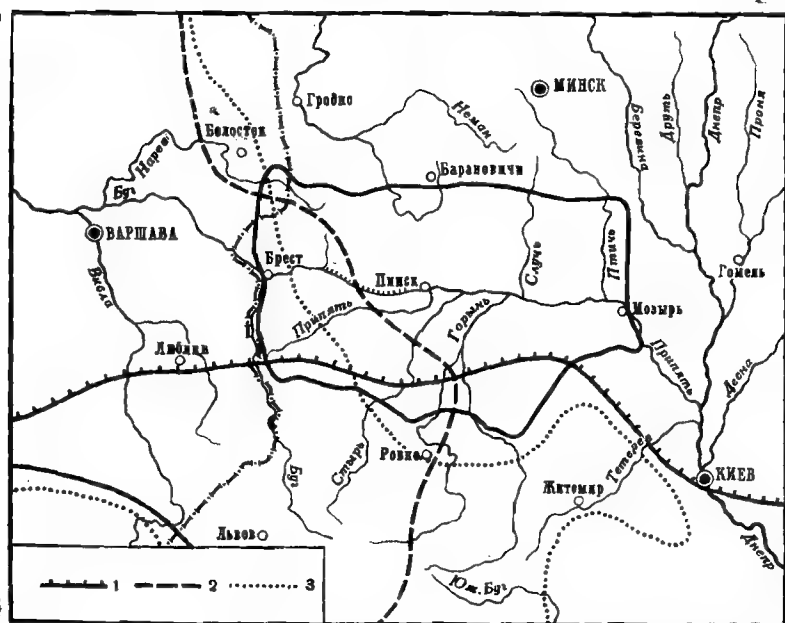 Гродно
МИНСК
Неман
Березина
Друть
Днепр
Проня
Белосток
Нарев
Буг
Барановичи
ВАРШАВА
Висла
Брест
Пинск
Случь
Птичь
Гомель
Припять
Горынь
Мозырь
Люблин
Припять
Десна
Стырь
Буг
Ровно
Тетерев
Житомир
КИЕВ
Львов
Днепр
Юж. Буг
1 2 3